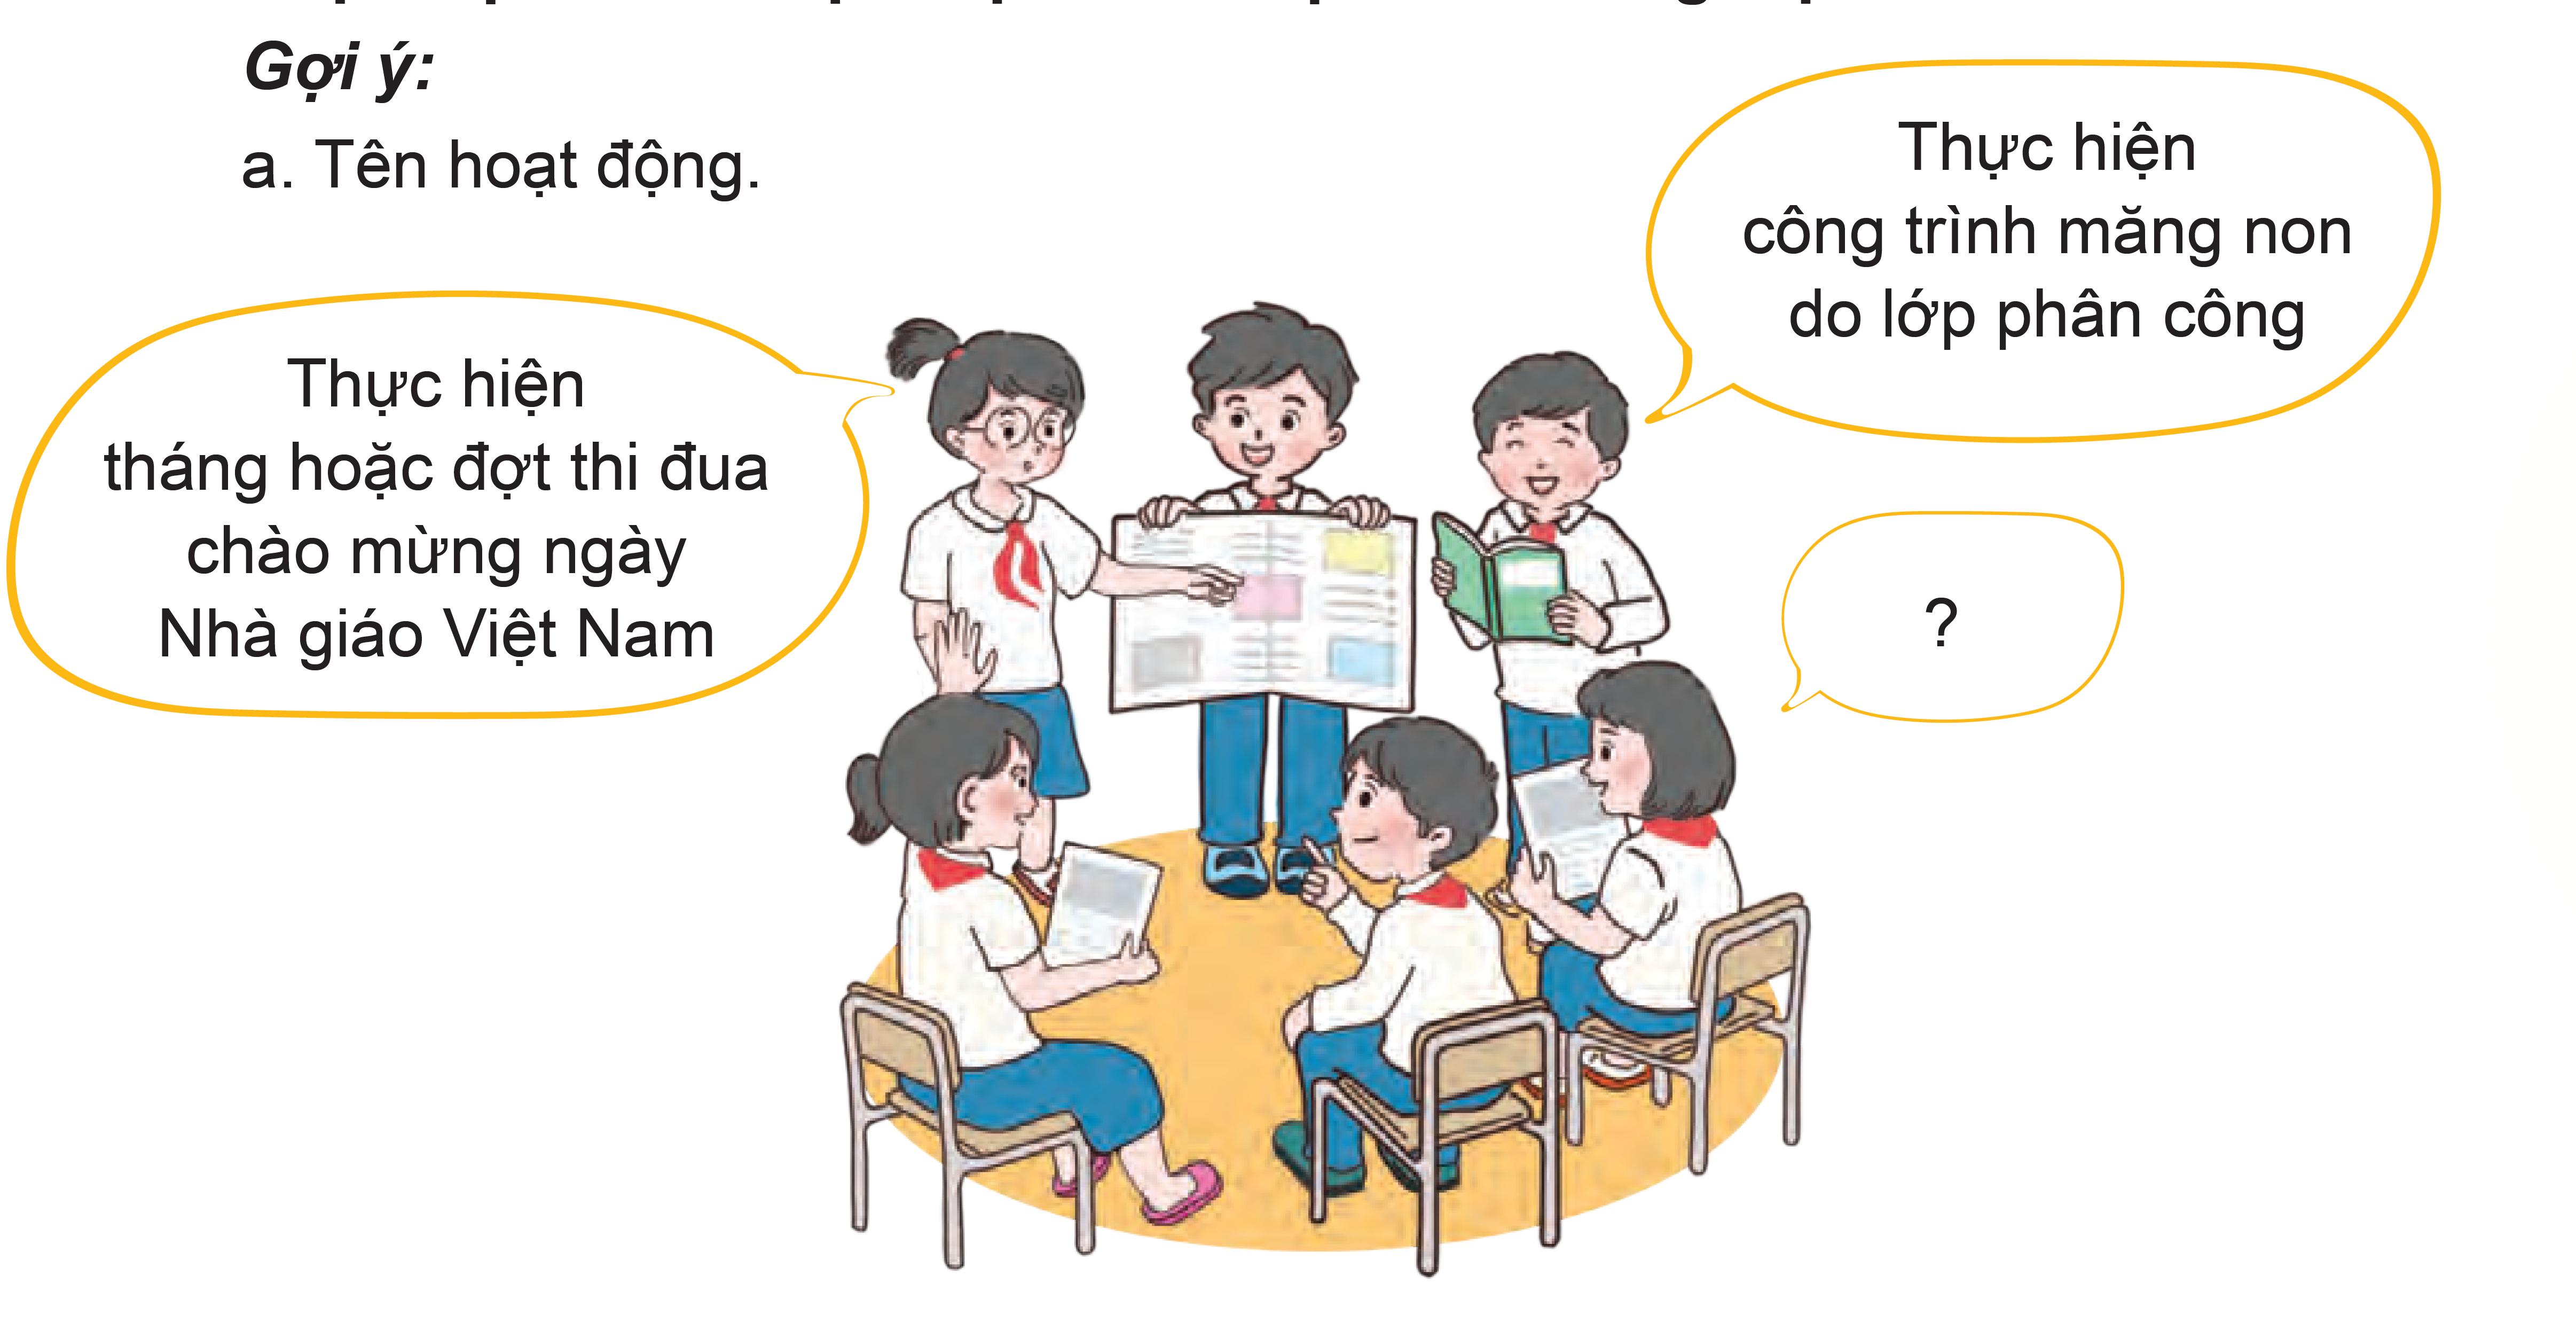 Gợi ý:
a. Tên hoạt động.
Thực hiện
công trình măng non
do lớp phân công
Thực hiện
tháng hoặc đợt thi đua
chào mừng ngày
Nhà giáo Việt Nam
?